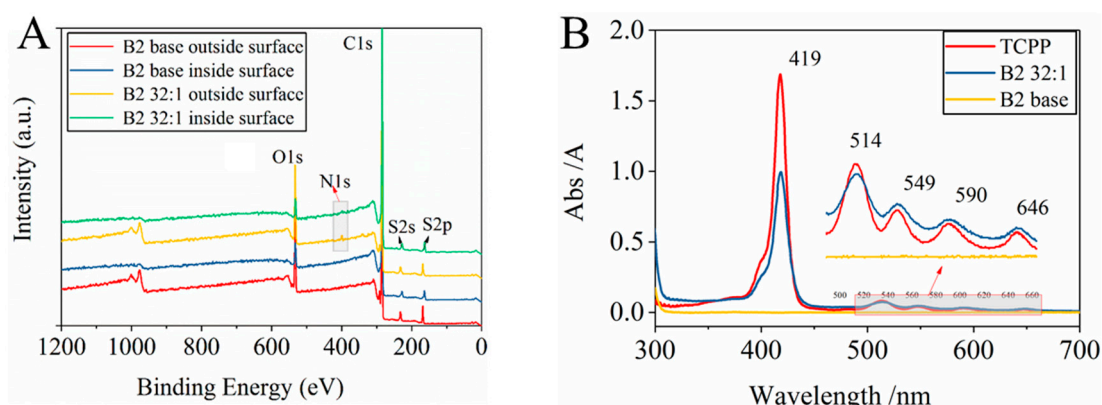 A
B2 base outside surface
B2 base inside surface
B2 32:1 outside surface
B2 32:1 inside surface
C1s
O1s
N1s
S2s
S2p
Intensity (a.u.)
1200 1000 600 400 200 0
Binding Energy (eV)
B
TCPP
B2 32:1
B2 base
419
514
549
590
646
Abs /A
2.0
1.5
1.0
0.5
0.0
500 520 540 560 580 600 620 640 660
300 400 500 600 700
Wavelength /nm